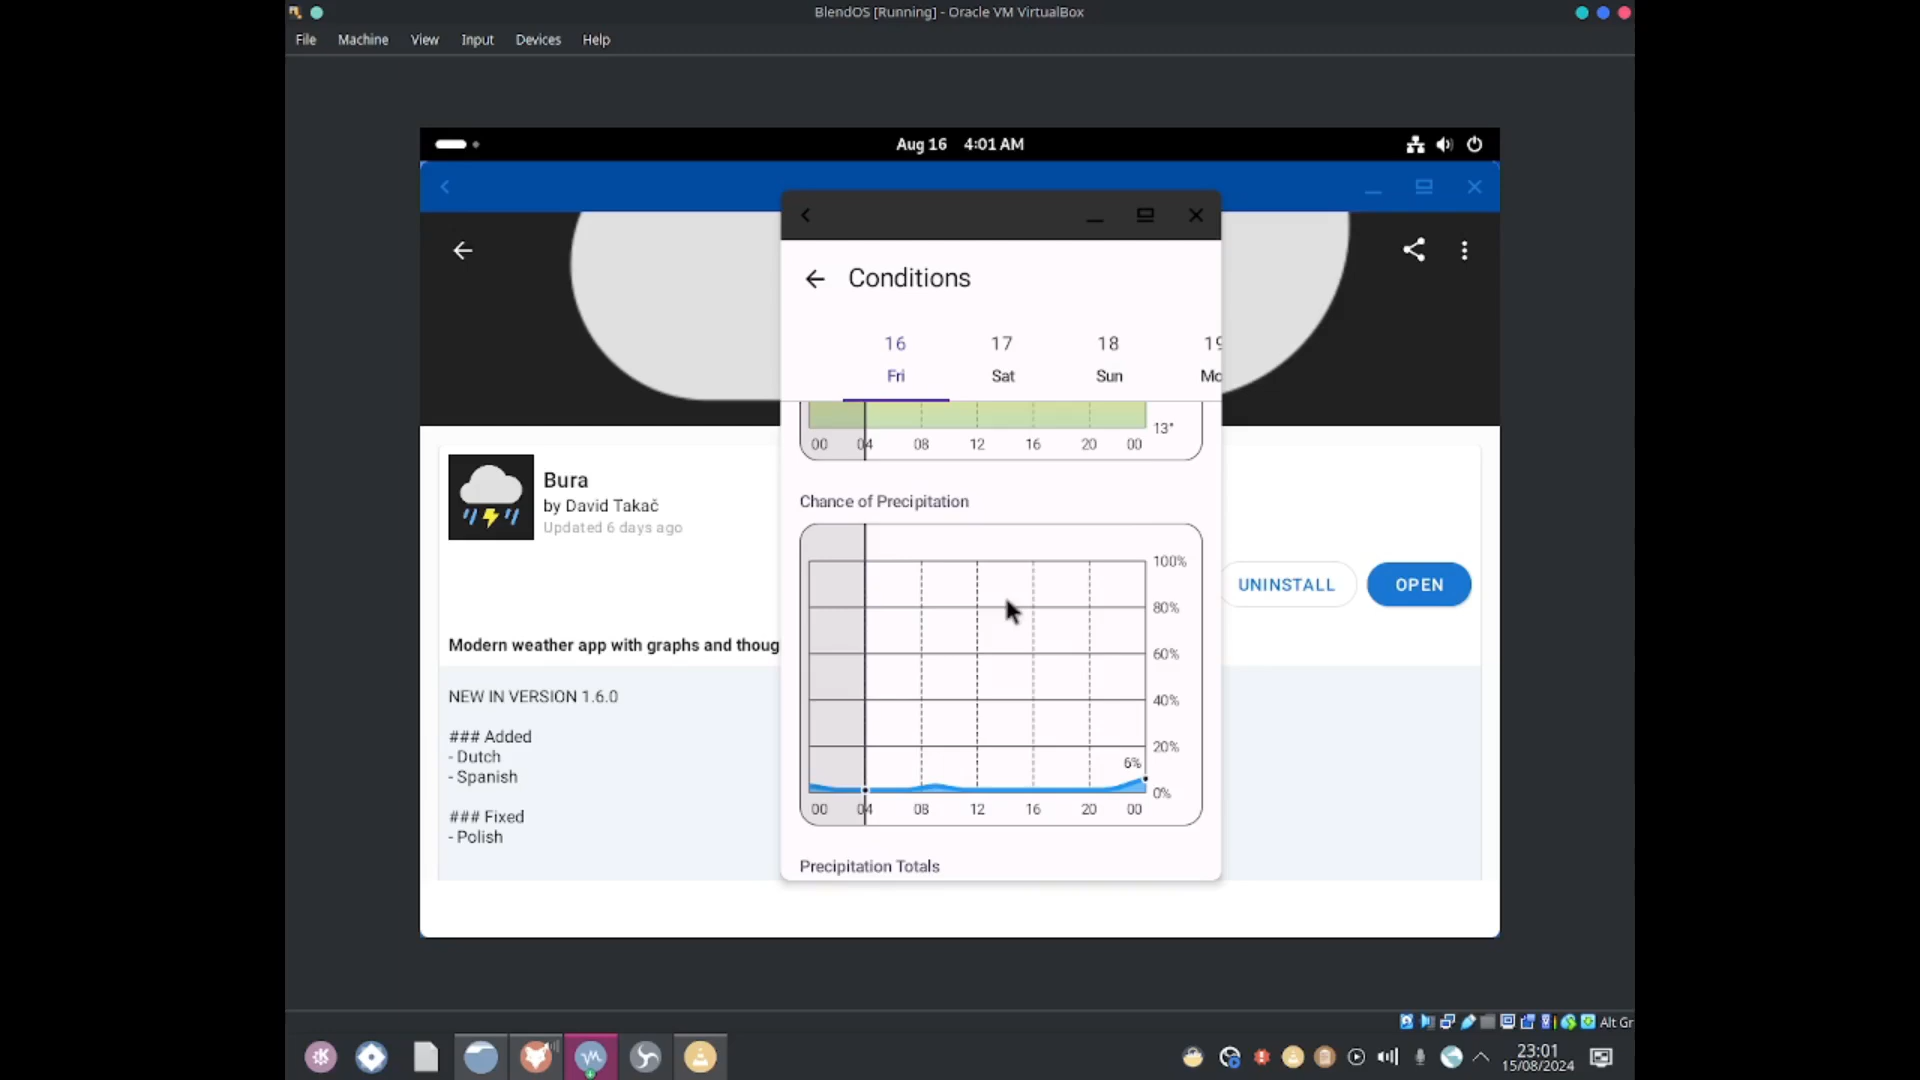 BlendOS [Running] - Oracle VM VirtualBox
File Machine View Input Devices Help
Aug 16 4:01 AM
Conditions
16 17 18 19
Fri Sat Sun Mo
13°
00 04 08 12 16 20 00
Chance of Precipitation
100%
80%
60%
40%
20%
6%
0%
00 04 08 12 16 20 00
Precipitation Totals
Bura
by David Takač
Updated 6 days ago
UNINSTALL OPEN
Modern weather app with graphs and thoug
NEW IN VERSION 1.6.0
### Added
- Dutch
- Spanish
### Fixed
- Polish
Alt Gr
23:01
15/08/2024